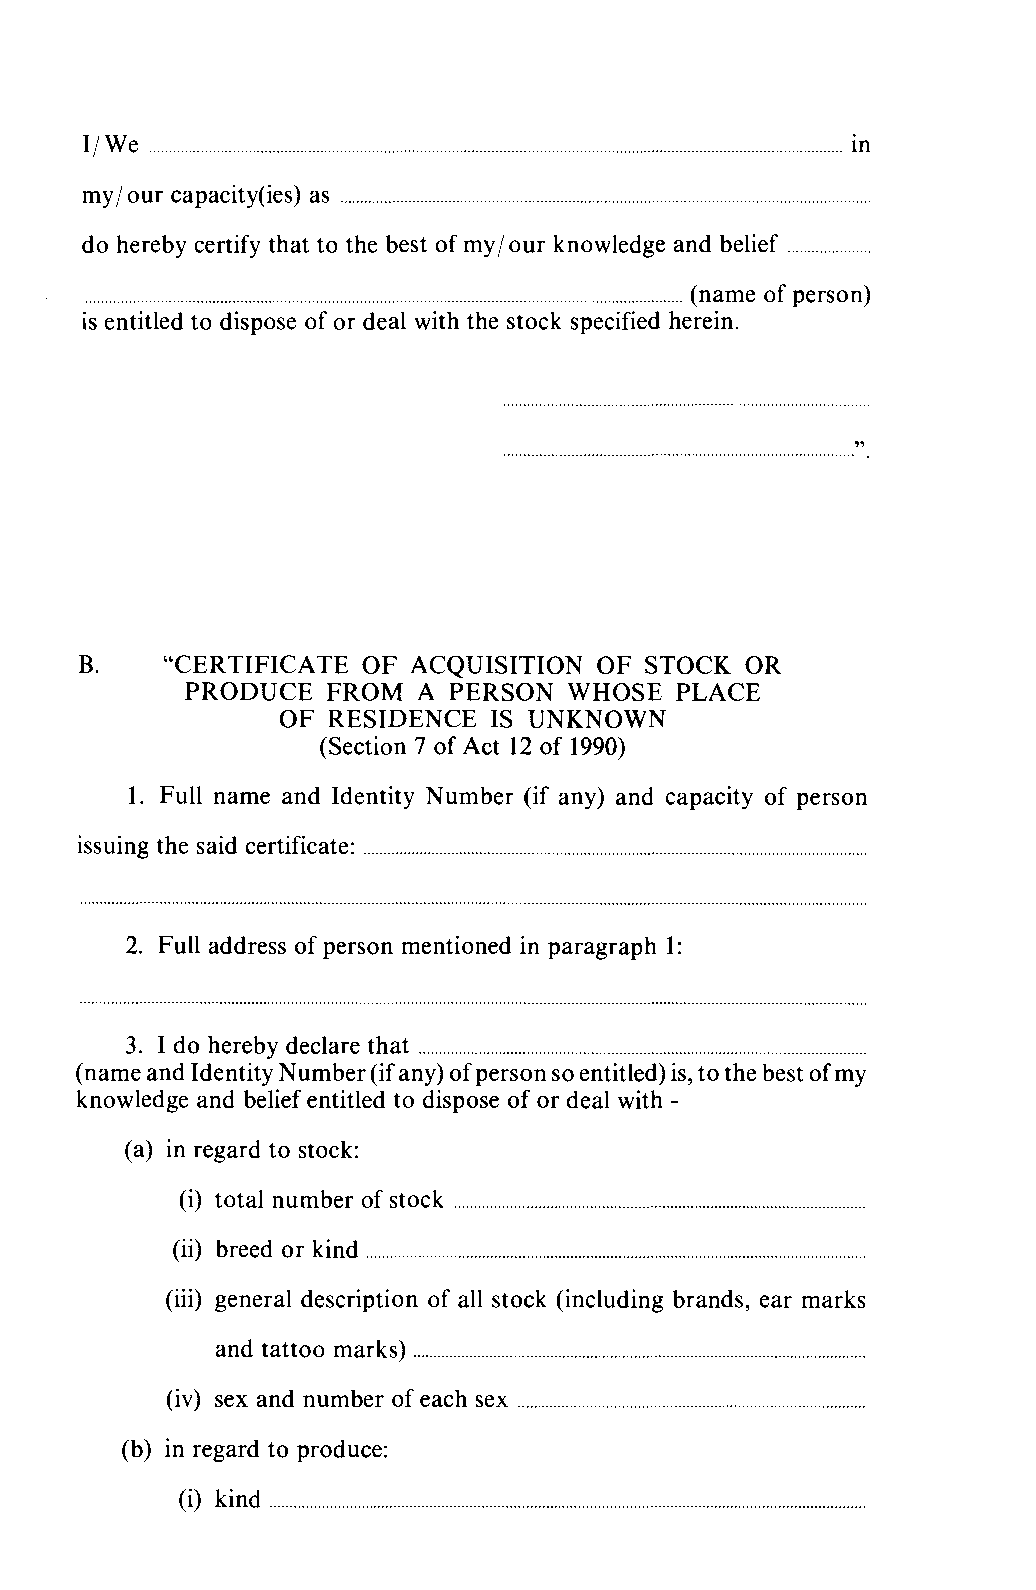 I/We ........ in
my/our capacity(ies) as ........
do hereby certify that to the best of my/our knowledge and belief ........
........ (name of person)
is entitled to dispose of or deal with the stock specified herein.
........
........”.
B. “CERTIFICATE OF ACQUISITION OF STOCK OR
PRODUCE FROM A PERSON WHOSE PLACE
OF RESIDENCE IS UNKNOWN
(Section 7 of Act 12 of 1990)
1. Full name and Identity Number (if any) and capacity of person
issuing the said certificate: ........
........
2. Full address of person mentioned in paragraph 1:
........
3. I do hereby declare that ........
(name and Identity Number (if any) of person so entitled) is, to the best of my
knowledge and belief entitled to dispose of or deal with -
(a) in regard to stock:
(i) total number of stock ........
(ii) breed or kind ........
(iii) general description of all stock (including brands, ear marks
and tattoo marks) ........
(iv) sex and number of each sex ........
(b) in regard to produce:
(i) kind ........